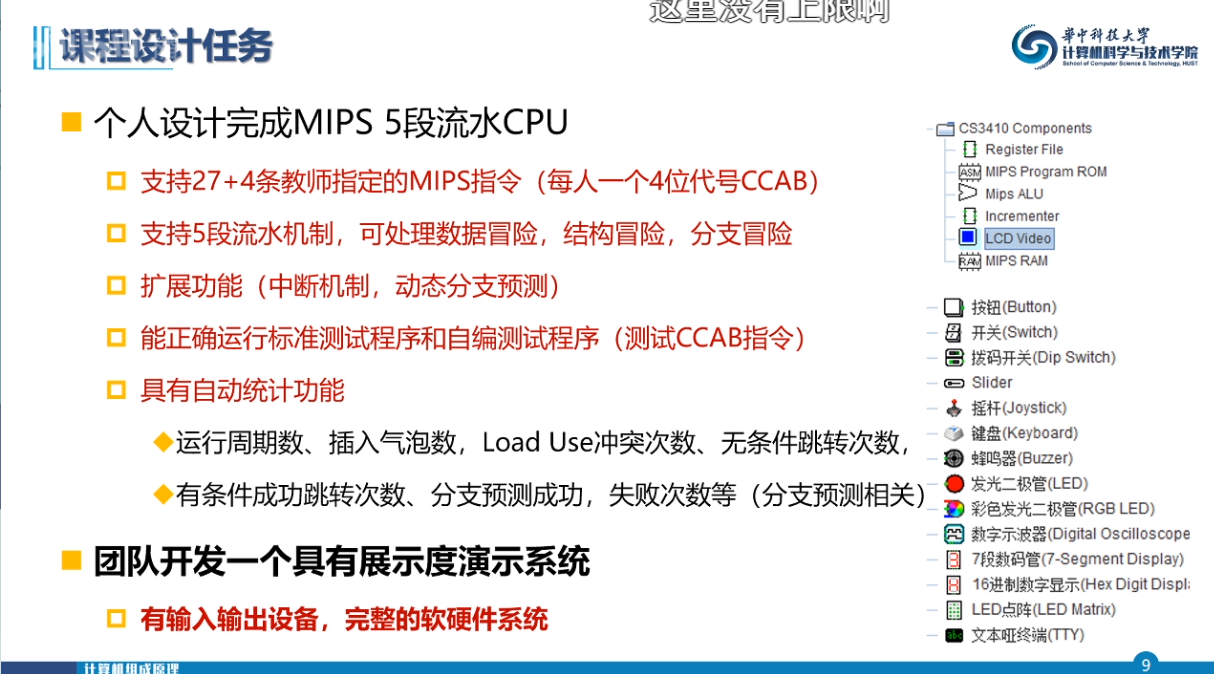 这里没有上限啊
课程设计任务
华中科技大学
计算机科学与技术学院
School of Computer Science & Technology, HUST
个人设计完成MIPS 5段流水CPU
支持27+4条教师指定的MIPS指令（每人一个4位代号CCAB）
支持5段流水机制，可处理数据冒险，结构冒险，分支冒险
扩展功能（中断机制，动态分支预测）
能正确运行标准测试程序和自编测试程序（测试CCAB指令）
具有自动统计功能
运行周期数、插入气泡数，Load Use冲突次数、无条件跳转次数，
有条件成功跳转次数、分支预测成功，失败次数等（分支预测相关）
团队开发一个具有展示度演示系统
有输入输出设备，完整的软硬件系统
CS3410 Components
Register File
ASM MIPS Program ROM
Mips ALU
Incrementer
LCD Video
RAM MIPS RAM
按钮(Button)
开关(Switch)
拨码开关(Dip Switch)
Slider
摇杆(Joystick)
键盘(Keyboard)
蜂鸣器(Buzzer)
发光二极管(LED)
彩色发光二极管(RGB LED)
数字示波器(Digital Oscilloscope
7段数码管(7-Segment Display)
16进制数字显示(Hex Digit Displ
LED点阵(LED Matrix)
abc 文本哑终端(TTY)
计算机组成原理
9